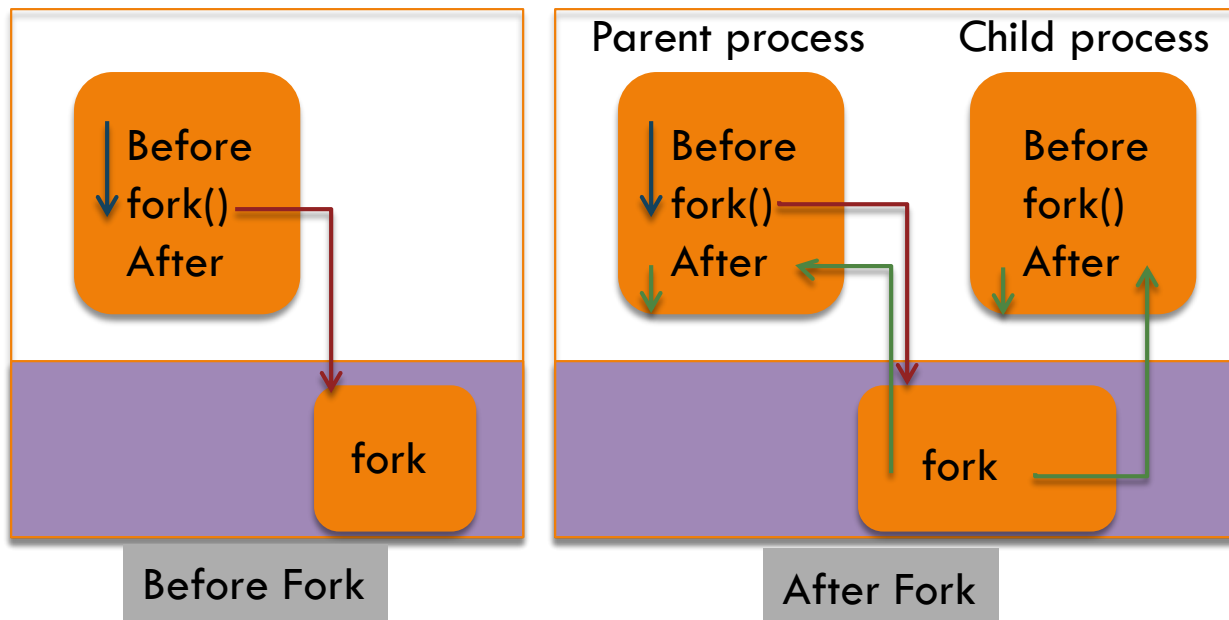 Before
fork()
After
fork
Before Fork
Parent process
Child process
Before
fork()
After
Before
fork()
After
fork
After Fork